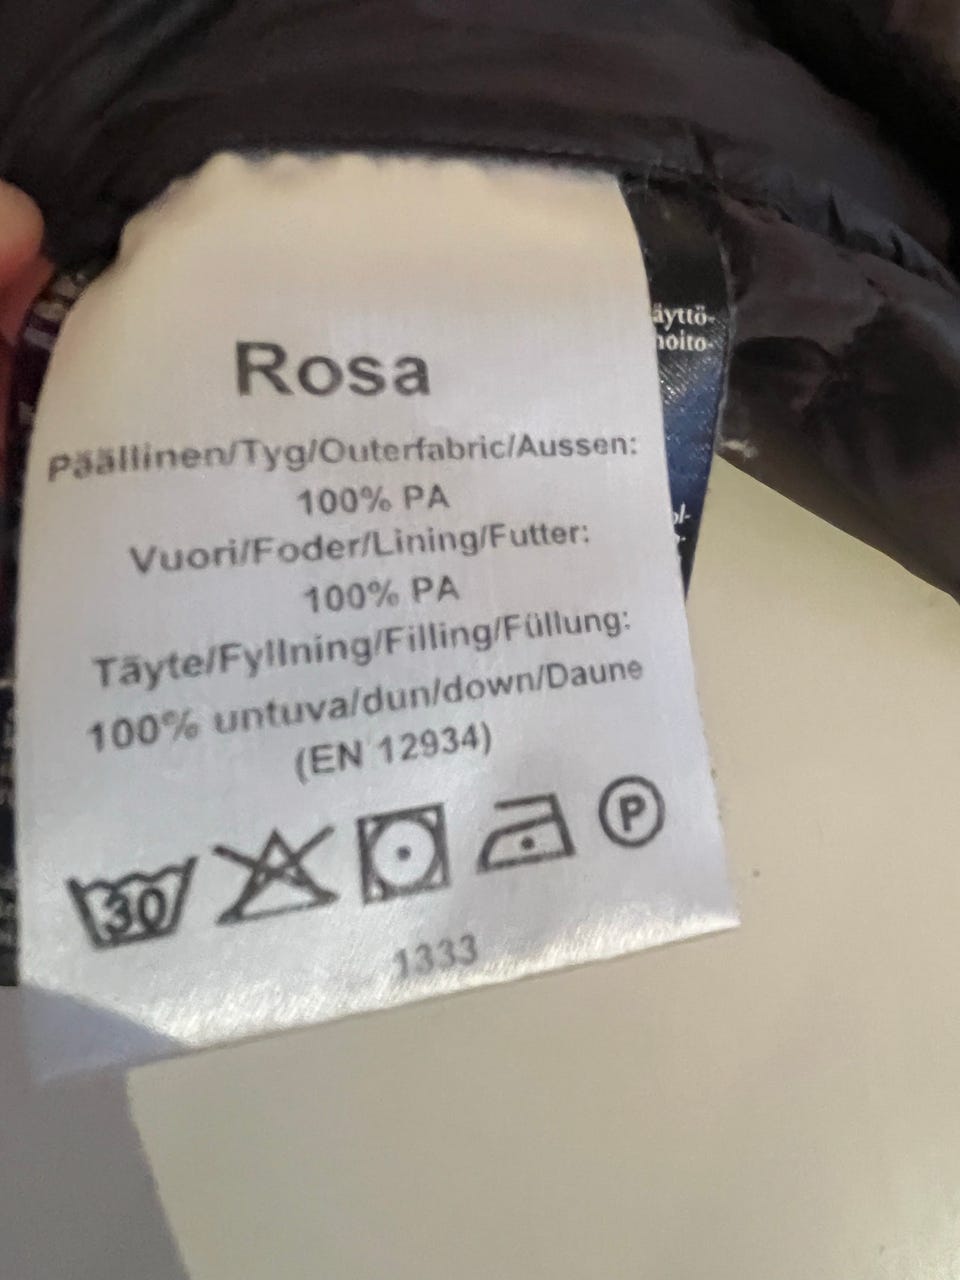 Rosa
Päällinen/Tyg/Outerfabric/Aussen:
100% PA
Vuori/Foder/Lining/Futter:
100% PA
Täyte/Fyllning/Filling/Füllung:
100% untuva/dun/down/Daune
(EN 12934)
30
P
1333